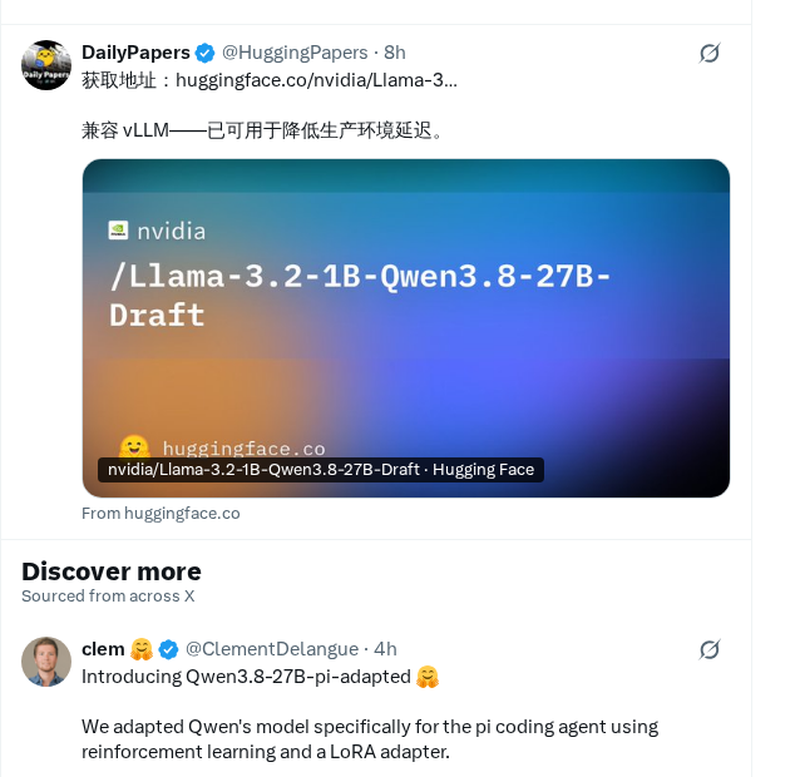 DailyPapers @HuggingPapers · 8h
获取地址：huggingface.co/nvidia/Llama-3...
兼容 vLLM——已可用于降低生产环境延迟。
nvidia
/Llama-3.2-1B-Qwen3.8-27B-
Draft
huggingface.co
nvidia/Llama-3.2-1B-Qwen3.8-27B-Draft · Hugging Face
From huggingface.co
Discover more
Sourced from across X
clem 🤗 @ClementDelangue · 4h
Introducing Qwen3.8-27B-pi-adapted 🤗
We adapted Qwen's model specifically for the pi coding agent using
reinforcement learning and a LoRA adapter.